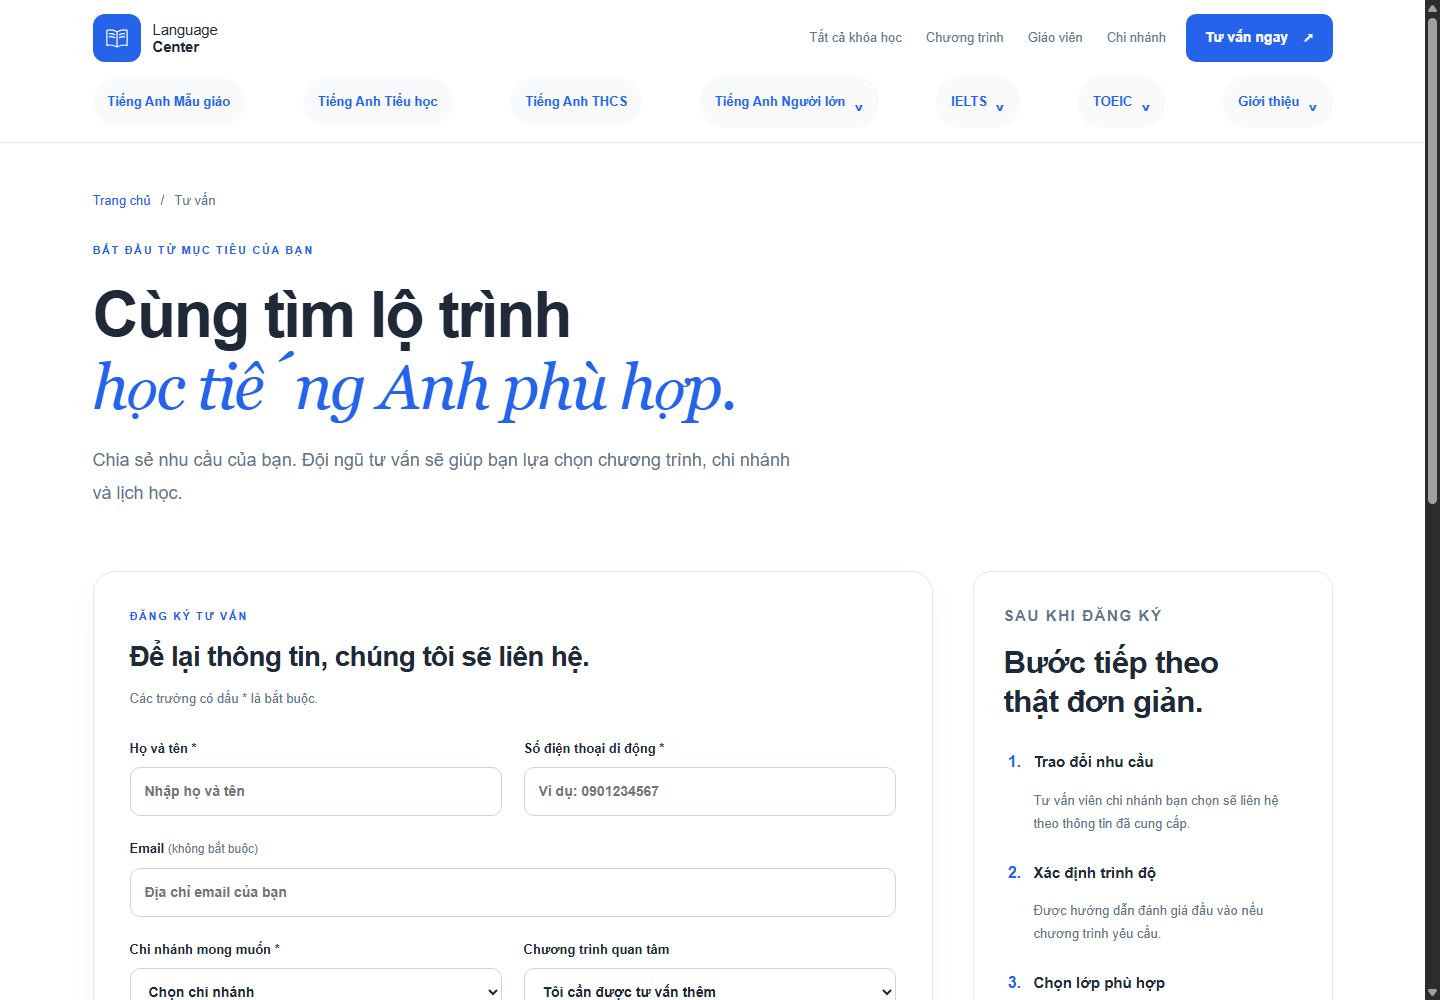 Language
Center
Tất cả khóa học
Chương trình
Giáo viên
Chi nhánh
Tư vấn ngay ↗
Tiếng Anh Mẫu giáo
Tiếng Anh Tiểu học
Tiếng Anh THCS
Tiếng Anh Người lớn v
IELTS v
TOEIC v
Giới thiệu v
Trang chủ / Tư vấn
BẮT ĐẦU TỪ MỤC TIÊU CỦA BẠN
Cùng tìm lộ trình
học tiếng Anh phù hợp.
Chia sẻ nhu cầu của bạn. Đội ngũ tư vấn sẽ giúp bạn lựa chọn chương trình, chi nhánh
và lịch học.
ĐĂNG KÝ TƯ VẤN
Để lại thông tin, chúng tôi sẽ liên hệ.
Các trường có dấu * là bắt buộc.
Họ và tên *
Nhập họ và tên
Số điện thoại di động *
Ví dụ: 0901234567
Email (không bắt buộc)
Địa chỉ email của bạn
Chi nhánh mong muốn *
Chọn chi nhánh
Chương trình quan tâm
Tôi cần được tư vấn thêm
SAU KHI ĐĂNG KÝ
Bước tiếp theo
thật đơn giản.
1. Trao đổi nhu cầu
Tư vấn viên chi nhánh bạn chọn sẽ liên hệ
theo thông tin đã cung cấp.
2. Xác định trình độ
Được hướng dẫn đánh giá đầu vào nếu
chương trình yêu cầu.
3. Chọn lớp phù hợp